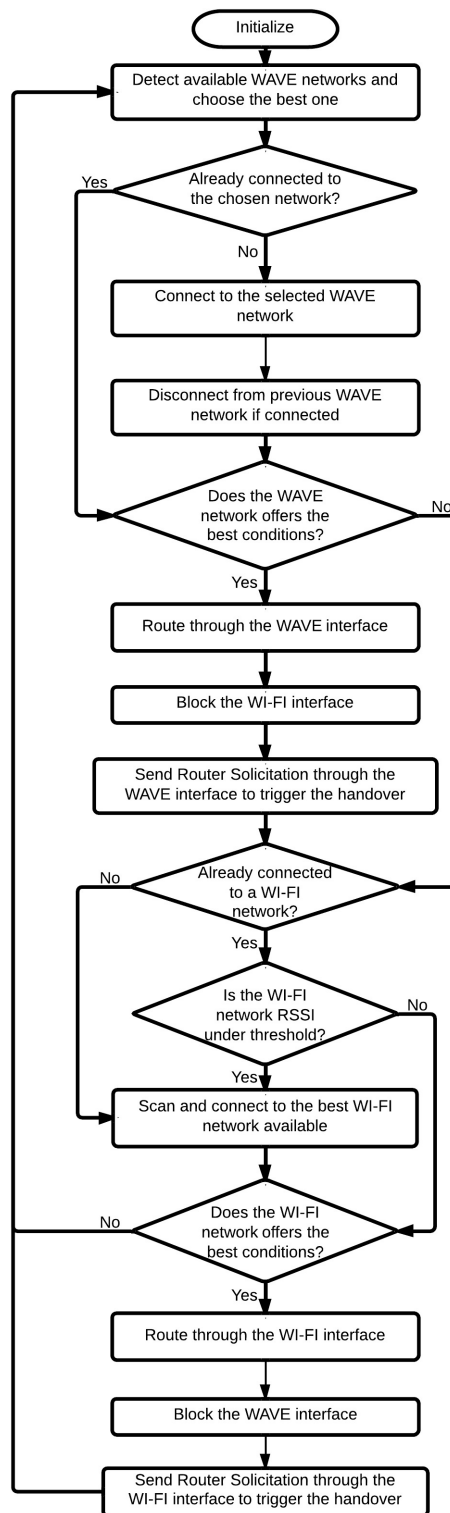 Initialize
Detect available WAVE networks and
choose the best one
Yes
Already connected to
the chosen network?
No
Connect to the selected WAVE
network
Disconnect from previous WAVE
network if connected
Does the WAVE
network offers the
best conditions?
No
Yes
Route through the WAVE interface
Block the WI-FI interface
Send Router Solicitation through the
WAVE interface to trigger the handover
No
Already connected
to a WI-FI
network?
Yes
Is the WI-FI
network RSSI
under threshold?
No
Yes
Scan and connect to the best WI-FI
network available
No
Does the WI-FI
network offers the
best conditions?
Yes
Route through the WI-FI interface
Block the WAVE interface
Send Router Solicitation through the
WI-FI interface to trigger the handover